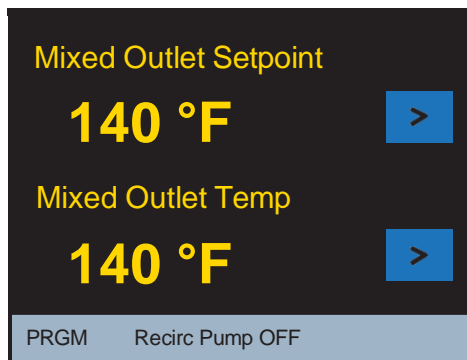 Mixed Outlet Setpoint
140 °F >
Mixed Outlet Temp
140 °F >
PRGM Recirc Pump OFF